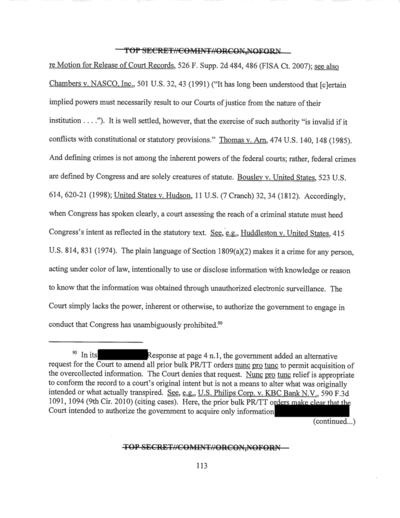 TOP SECRET//COMINT//ORCON,NOFORN
re Motion for Release of Court Records, 526 F. Supp. 2d 484, 486 (FISA Ct. 2007); see also
Chambers v. NASCO, Inc., 501 U.S. 32, 43 (1991) ("It has long been understood that [c]ertain
implied powers must necessarily result to our Courts of justice from the nature of their
institution . . . ."). It is well settled, however, that the exercise of such authority "is invalid if it
conflicts with constitutional or statutory provisions." Thomas v. Arn, 474 U.S. 140, 148 (1985).
And defining crimes is not among the inherent powers of the federal courts; rather, federal crimes
are defined by Congress and are solely creatures of statute. Bousley v. United States, 523 U.S.
614, 620-21 (1998); United States v. Hudson, 11 U.S. (7 Cranch) 32, 34 (1812). Accordingly,
when Congress has spoken clearly, a court assessing the reach of a criminal statute must heed
Congress's intent as reflected in the statutory text. See, e.g., Huddleston v. United States, 415
U.S. 814, 831 (1974). The plain language of Section 1809(a)(2) makes it a crime for any person,
acting under color of law, intentionally to use or disclose information with knowledge or reason
to know that the information was obtained through unauthorized electronic surveillance. The
Court simply lacks the power, inherent or otherwise, to authorize the government to engage in
conduct that Congress has unambiguously prohibited.90
90 In its Response at page 4 n.1, the government added an alternative
request for the Court to amend all prior bulk PR/TT orders nunc pro tunc to permit acquisition of
the overcollected information. The Court denies that request. Nunc pro tunc relief is appropriate
to conform the record to a court's original intent but is not a means to alter what was originally
intended or what actually transpired. See, e.g., U.S. Philips Corp. v. KBC Bank N.V., 590 F.3d
1091, 1094 (9th Cir. 2010) (citing cases). Here, the prior bulk PR/TT orders make clear that the
Court intended to authorize the government to acquire only information
(continued...)
TOP SECRET//COMINT//ORCON,NOFORN
113